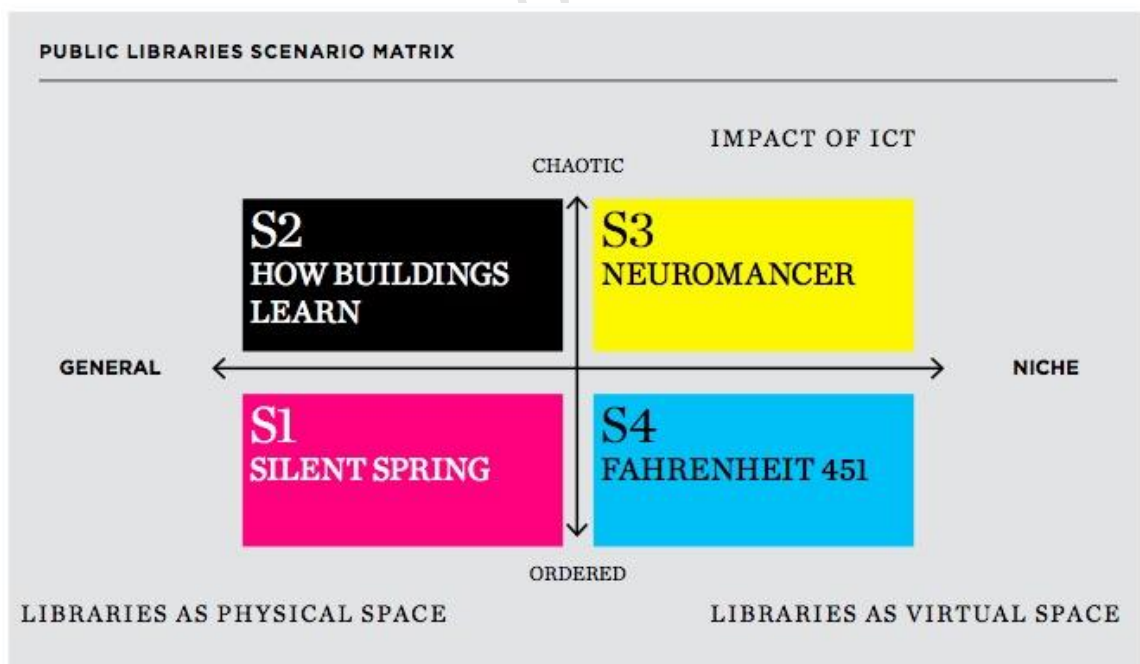 PUBLIC LIBRARIES SCENARIO MATRIX
IMPACT OF ICT
CHAOTIC
S2
HOW BUILDINGS
LEARN
S3
NEUROMANCER
GENERAL
NICHE
S1
SILENT SPRING
S4
FAHRENHEIT 451
ORDERED
LIBRARIES AS PHYSICAL SPACE
LIBRARIES AS VIRTUAL SPACE